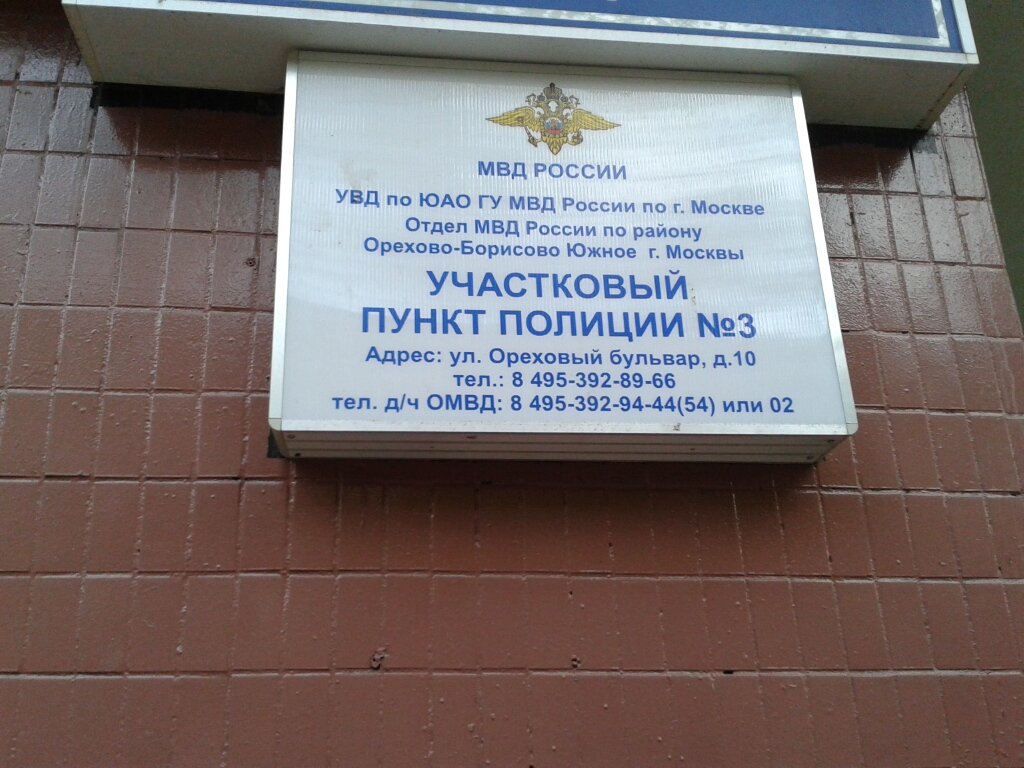 МВД РОССИИ
УВД по ЮАО ГУ МВД России по г. Москве
Отдел МВД России по району
Орехово-Борисово Южное г. Москвы
УЧАСТКОВЫЙ
ПУНКТ ПОЛИЦИИ №3
Адрес: ул. Ореховый бульвар, д.10
тел.: 8 495-392-89-66
тел. д/ч ОМВД: 8 495-392-94-44(54) или 02